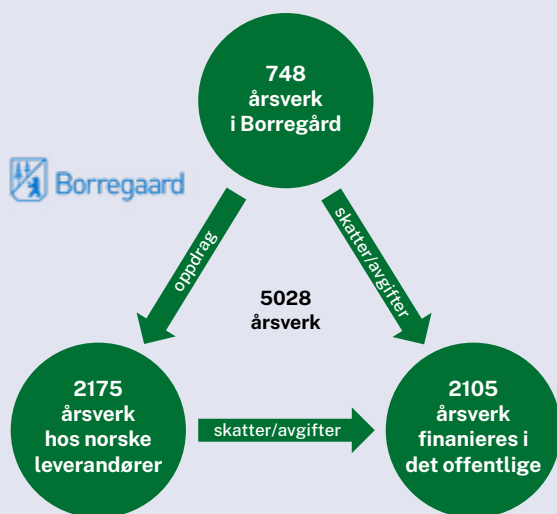 748
årsverk
i Borregård
Borregaard
oppdrag
skatter/avgifter
5028
årsverk
2175
årsverk
hos norske
leverandører
skatter/avgifter
2105
årsverk
finanieres i
det offentlige